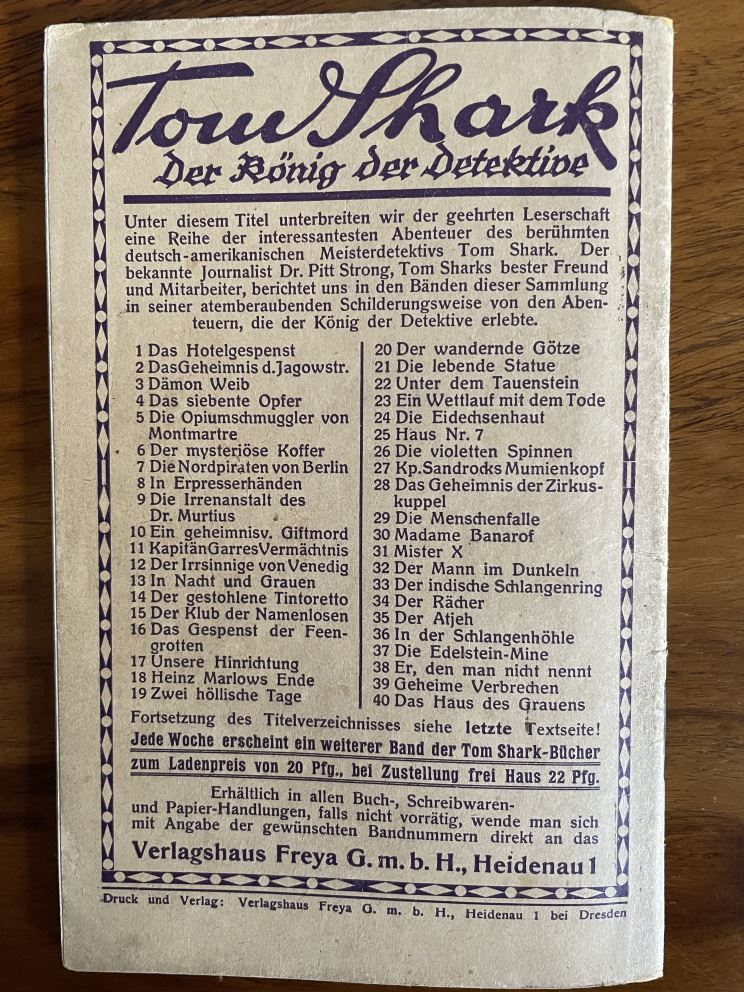 Tom Shark
Der König der Detektive
Unter diesem Titel unterbreiten wir der geehrten Leserschaft
eine Reihe der interessantesten Abenteuer des berühmten
deutsch-amerikanischen Meisterdetektivs Tom Shark. Der
bekannte Journalist Dr. Pitt Strong, Tom Sharks bester Freund
und Mitarbeiter, berichtet uns in den Bänden dieser Sammlung
in seiner atemberaubenden Schilderungsweise von den Aben-
teuern, die der König der Detektive erlebte.
1 Das Hotelgespenst
2 Das Geheimnis d. Jagowstr.
3 Dämon Weib
4 Das siebente Opfer
5 Die Opiumschmuggler von
Montmartre
6 Der mysteriöse Koffer
7 Die Nordpiraten von Berlin
8 In Erpresserhänden
9 Die Irrenanstalt des
Dr. Murtius
10 Ein geheimnisv. Giftmord
11 Kapitän Garres Vermächtnis
12 Der Irrsinnige von Venedig
13 In Nacht und Grauen
14 Der gestohlene Tintoretto
15 Der Klub der Namenlosen
16 Das Gespenst der Feen-
grotten
17 Unsere Hinrichtung
18 Heinz Marlows Ende
19 Zwei höllische Tage
20 Der wandernde Götze
21 Die lebende Statue
22 Unter dem Tauenstein
23 Ein Wettlauf mit dem Tode
24 Die Eidechsenhaut
25 Haus Nr. 7
26 Die violetten Spinnen
27 Kp. Sandrocks Mumienkopf
28 Das Geheimnis der Zirkus-
kuppel
29 Die Menschenfalle
30 Madame Banarof
31 Mister X
32 Der Mann im Dunkeln
33 Der indische Schlangenring
34 Der Rächer
35 Der Atjeh
36 In der Schlangenhöhle
37 Die Edelstein-Mine
38 Er, den man nicht nennt
39 Geheime Verbrechen
40 Das Haus des Grauens
Fortsetzung des Titelverzeichnisses siehe letzte Textseite!
Jede Woche erscheint ein weiterer Band der Tom Shark-Bücher
zum Ladenpreis von 20 Pfg., bei Zustellung frei Haus 22 Pfg.
Erhältlich in allen Buch-, Schreibwaren-
und Papier-Handlungen, falls nicht vorrätig, wende man sich
mit Angabe der gewünschten Bandnummern direkt an das
Verlagshaus Freya G. m. b. H., Heidenau 1
Druck und Verlag: Verlagshaus Freya G. m. b. H., Heidenau 1 bei Dresden